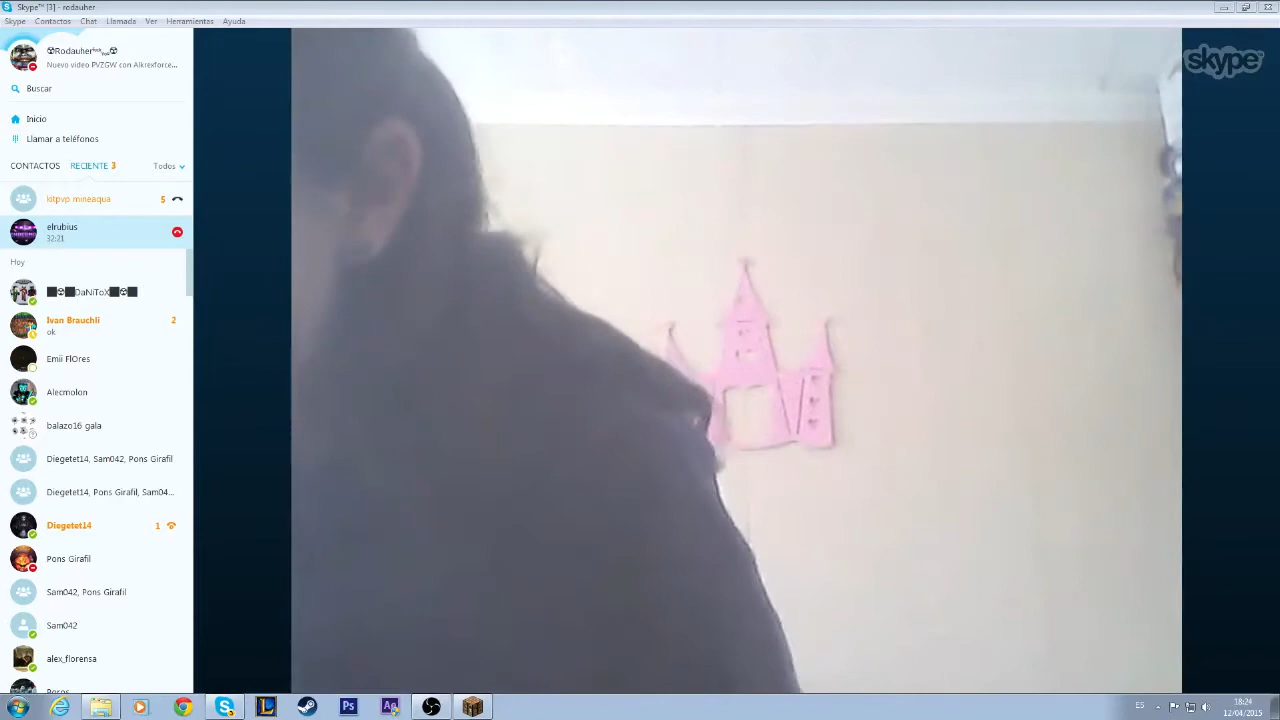 Skype™ [3] - rodauher
Skype Contactos Chat Llamada Ver Herramientas Ayuda
Nuevo video PVZGW con Alkrexforce...
Buscar
Inicio
Llamar a teléfonos
CONTACTOS RECIENTE 3 Todos
kitpvp mineaqua 5
elrubius
32:21
Hoy
DaNiToX
Ivan Brauchli 2
ok
Emii FlOres
Alecmolon
balazo16 gala
Diegetet14, Sam042, Pons Girafil
Diegetet14, Pons Girafil, Sam04...
Diegetet14 1
Pons Girafil
Sam042, Pons Girafil
Sam042
alex_florensa
skype
Ps
ES
18:24
12/04/2015